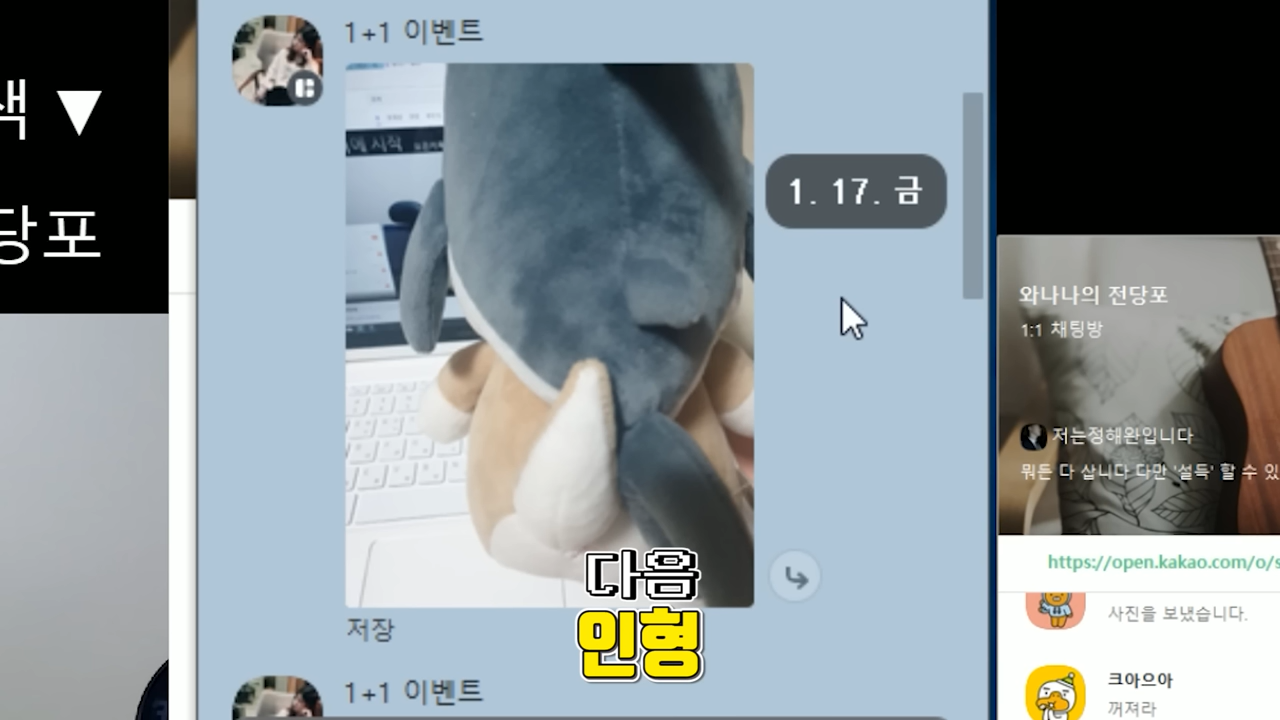 색 ▼
당포
1+1 이벤트
1. 17. 금
저장
다음
인형
1+1 이벤트
와나나의 전당포
1:1 채팅방
저는정해완입니다
뭐든 다 삽니다 다만 '설득' 할 수 있
https://open.kakao.com/o/s
사진을 보냈습니다.
크아으아
꺼져라